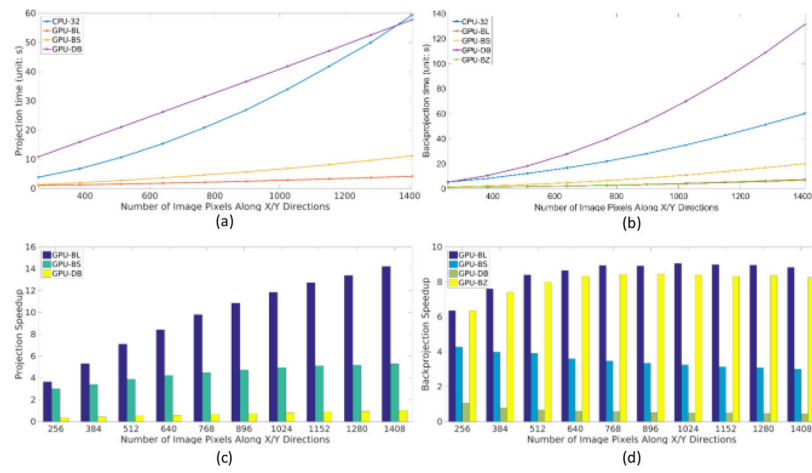 60
50
40
30
20
10
0
Projection time (unit: s)
CPU-32
GPU-BL
GPU-BS
GPU-DB
400 600 800 1000 1200 1400
Number of Image Pixels Along X/Y Directions
(a)
140
120
100
80
60
40
20
0
Backprojection time (unit: s)
CPU-32
GPU-BL
GPU-BS
GPU-DB
GPU-BZ
400 600 800 1000 1200 1400
Number of Image Pixels Along X/Y Directions
(b)
16
14
12
10
8
6
4
2
0
Projection Speedup
GPU-BL
GPU-BS
GPU-DB
256 384 512 640 768 896 1024 1152 1280 1408
Number of Image Pixels Along X/Y Directions
(c)
10
8
6
4
2
0
Backprojection Speedup
GPU-BL
GPU-BS
GPU-DB
GPU-BZ
256 384 512 640 768 896 1024 1152 1280 1408
Number of Image Pixels Along X/Y Directions
(d)